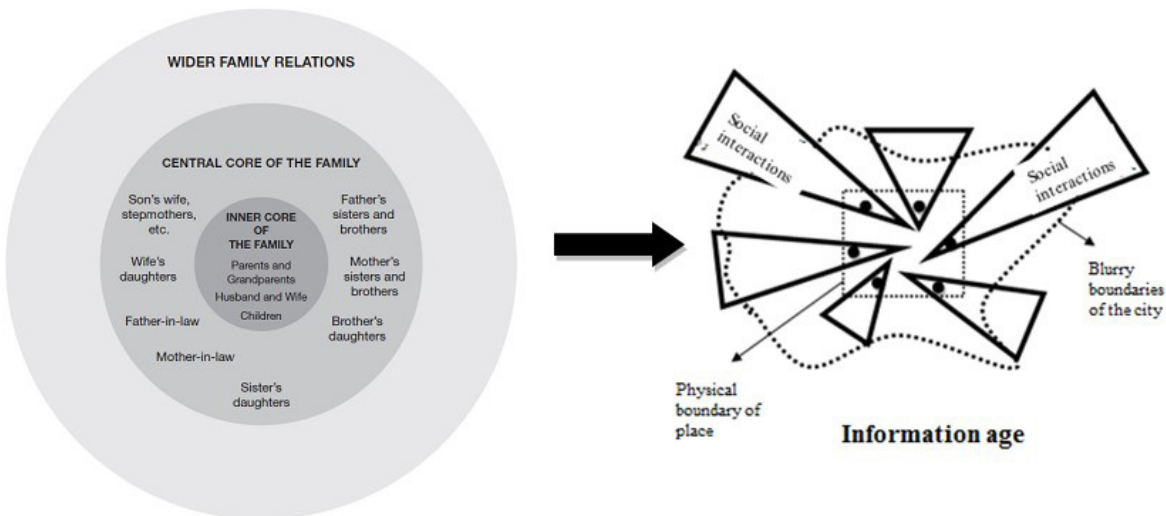 WIDER FAMILY RELATIONS
CENTRAL CORE OF THE FAMILY
Son's wife,
stepmothers,
etc.
Wife's
daughters
Father-in-law
Mother-in-law
Sister's
daughters
Father's
sisters and
brothers
Mother's
sisters and
brothers
Brother's
daughters
INNER CORE
OF
THE FAMILY
Parents and
Grandparents
Husband and Wife
Children
Social
interactions
Social
interactions
Blurry
boundaries
of the city
Physical
boundary of
place
Information age